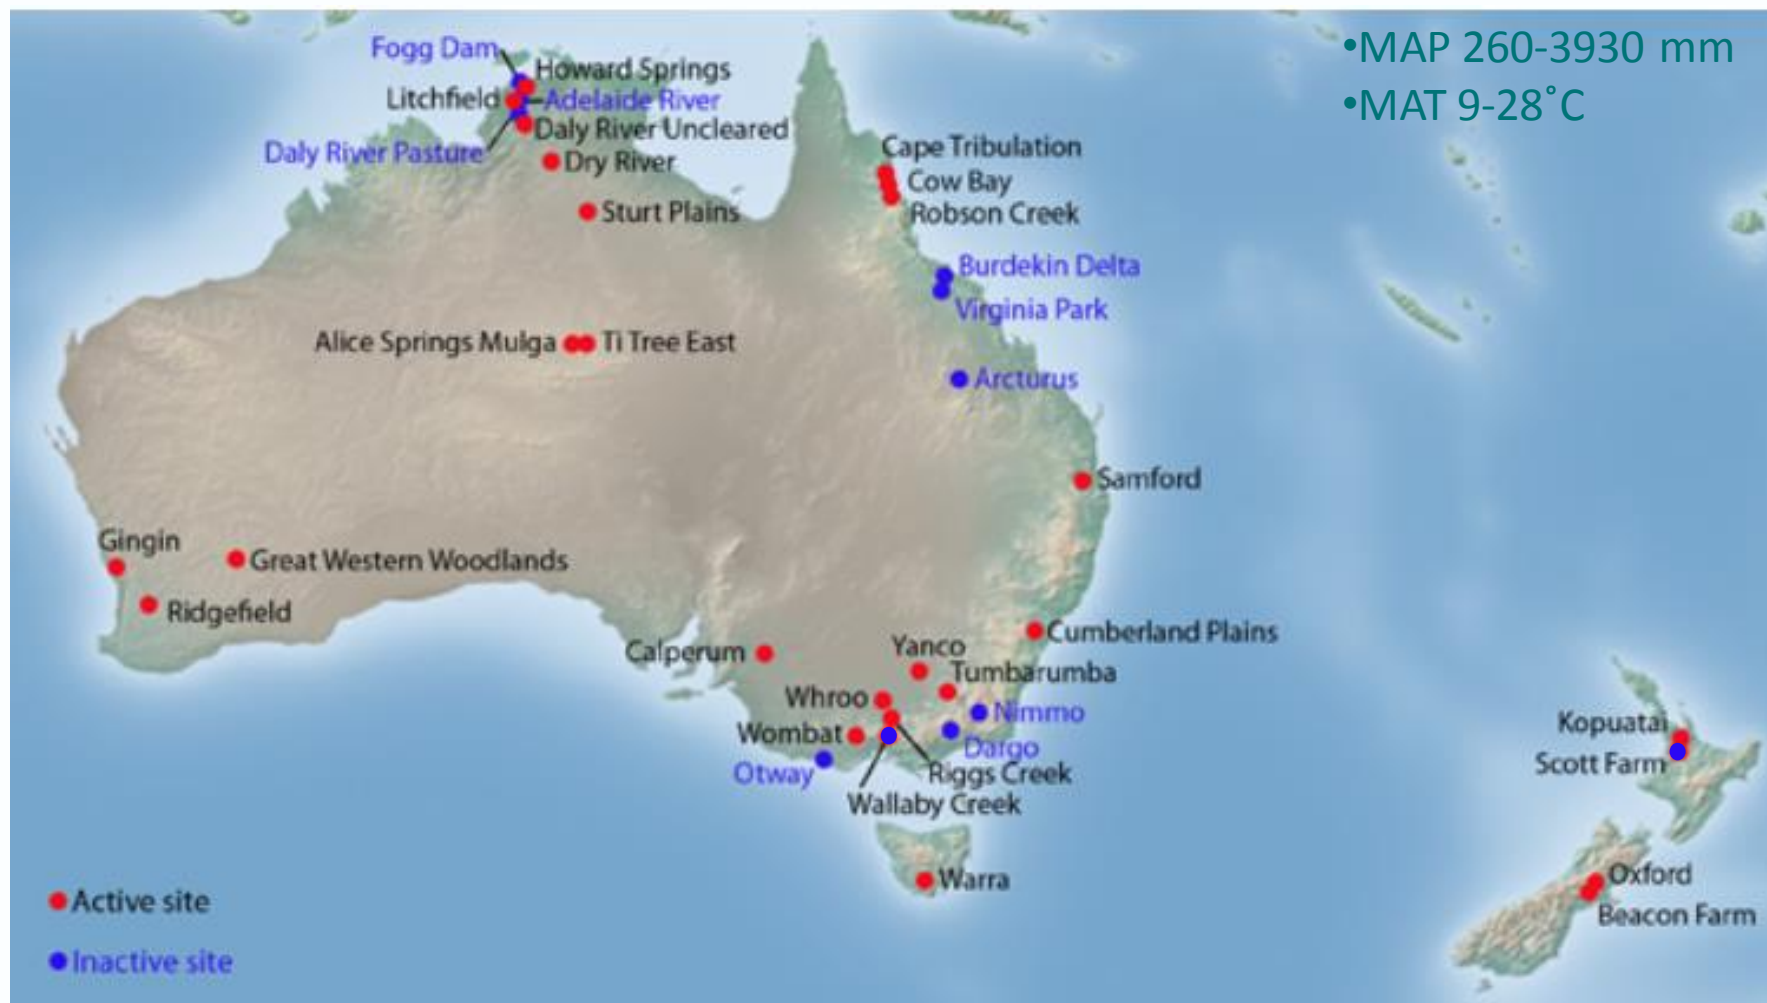 •MAP 260-3930 mm
•MAT 9-28˚C
Fogg Dam
Howard Springs
Litchfield
Adelaide River
Daly River Uncleared
Daly River Pasture
Dry River
Sturt Plains
Cape Tribulation
Cow Bay
Robson Creek
Burdekin Delta
Virginia Park
Alice Springs Mulga
Ti Tree East
Arcturus
Samford
Gingin
Great Western Woodlands
Ridgefield
Cumberland Plains
Calperum
Yanco
Tumbarumba
Whroo
Nimmo
Wombat
Dargo
Otway
Riggs Creek
Wallaby Creek
Kopuatai
Scott Farm
Warra
Oxford
Beacon Farm
Active site
Inactive site